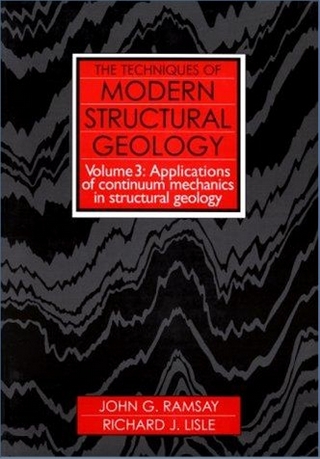 THE TECHNIQUES OF
MODERN
STRUCTURAL
GEOLOGY
Volume 3: Applications
of continuum mechanics
in structural geology
JOHN G. RAMSAY
RICHARD J. LISLE